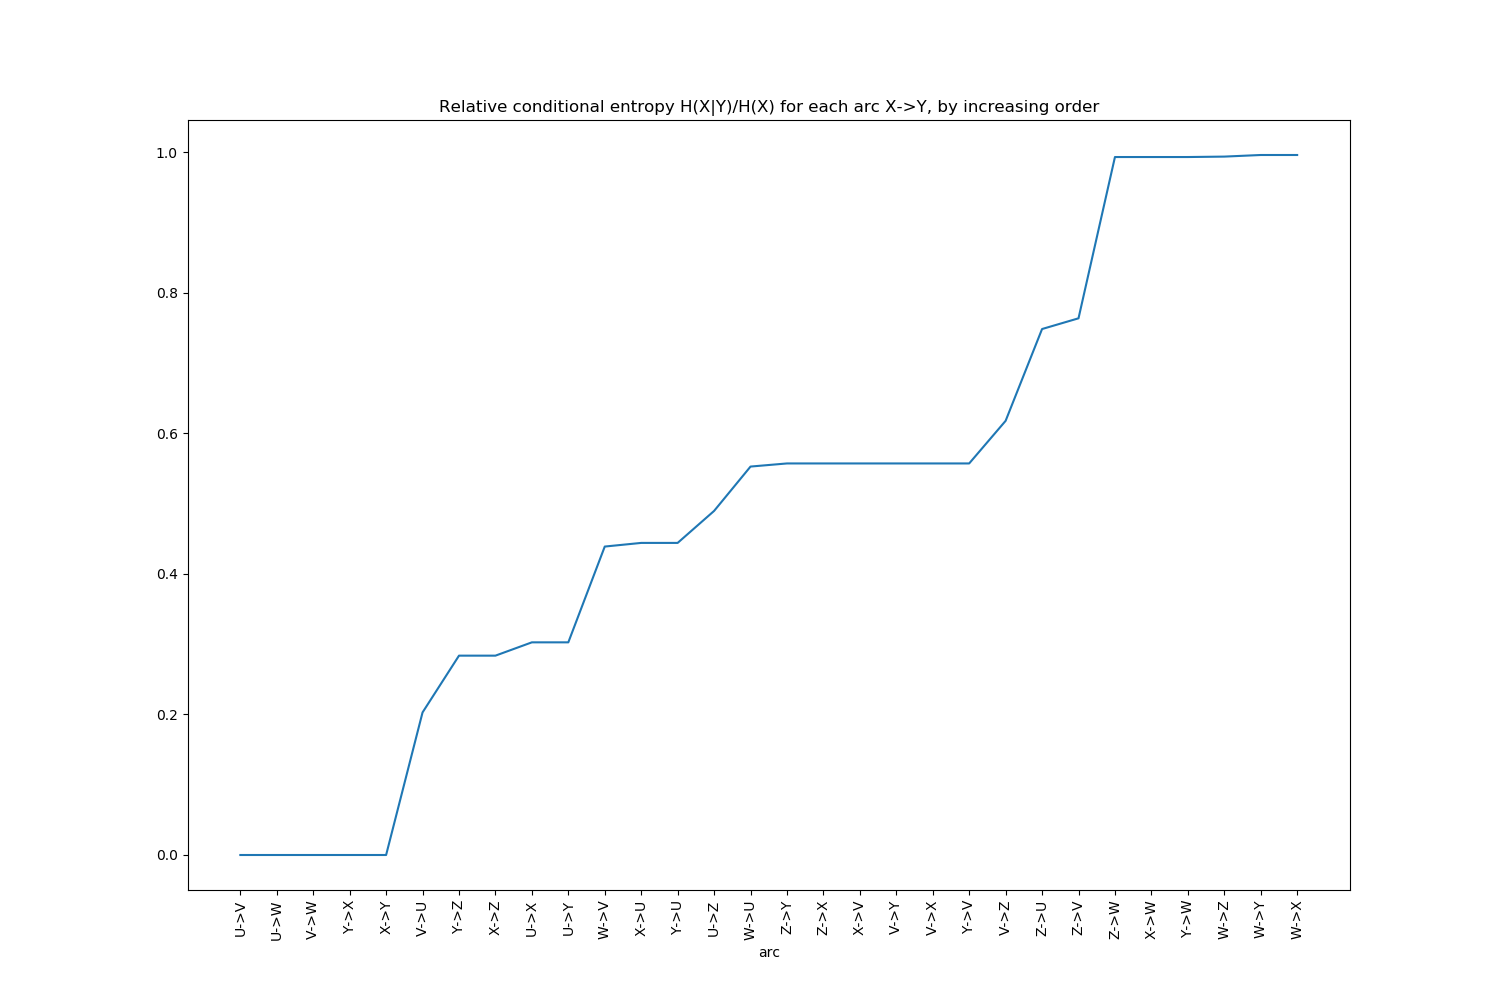 Relative conditional entropy H(X|Y)/H(X) for each arc X->Y, by increasing order
1.0
0.8
0.6
0.4
0.2
0.0
U->V
U->W
V->W
Y->X
X->Y
V->U
Y->Z
X->Z
U->X
U->Y
W->V
X->U
Y->U
U->Z
W->U
Z->Y
Z->X
X->V
V->Y
V->X
Y->V
V->Z
Z->U
Z->V
Z->W
X->W
Y->W
W->Z
W->Y
W->X
arc